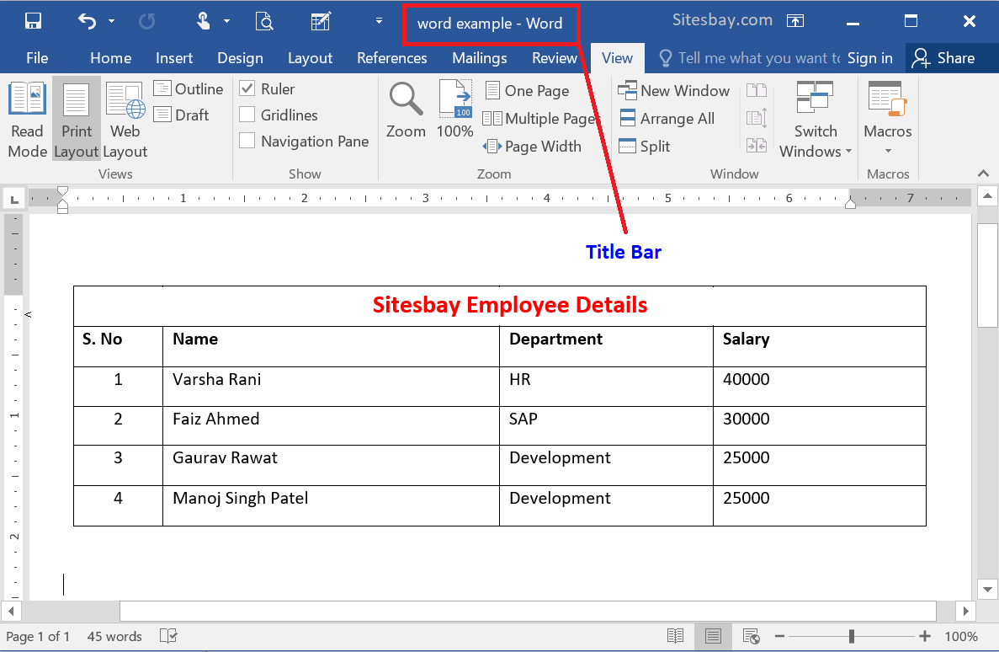 word example - Word
Sitesbay.com
File Home Insert Design Layout References Mailings Review View Tell me what you want to Sign in Share
Outline Ruler One Page New Window
Draft Gridlines 100 Multiple Pages Arrange All
Read Print Web Navigation Pane Zoom 100% Page Width Split Switch Macros
Mode Layout Layout Windows
Views Show Zoom Window Macros
1 2 3 4 5 6 7
Title Bar
Sitesbay Employee Details
S. No Name Department Salary
1 Varsha Rani HR 40000
2 Faiz Ahmed SAP 30000
3 Gaurav Rawat Development 25000
4 Manoj Singh Patel Development 25000
1
2
Page 1 of 1 45 words 100%